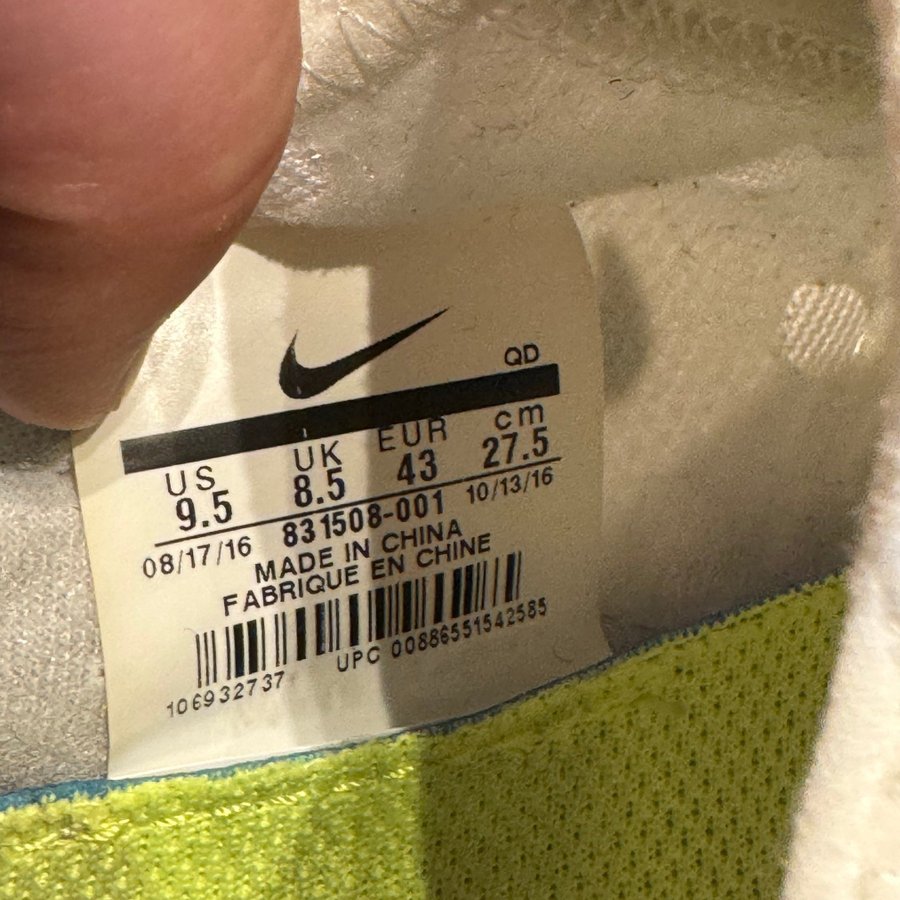 QD
US UK EUR cm
9.5 8.5 43 27.5
08/17/16 831508-001 10/13/16
MADE IN CHINA
FABRIQUE EN CHINE
106932737 UPC 00886551542585